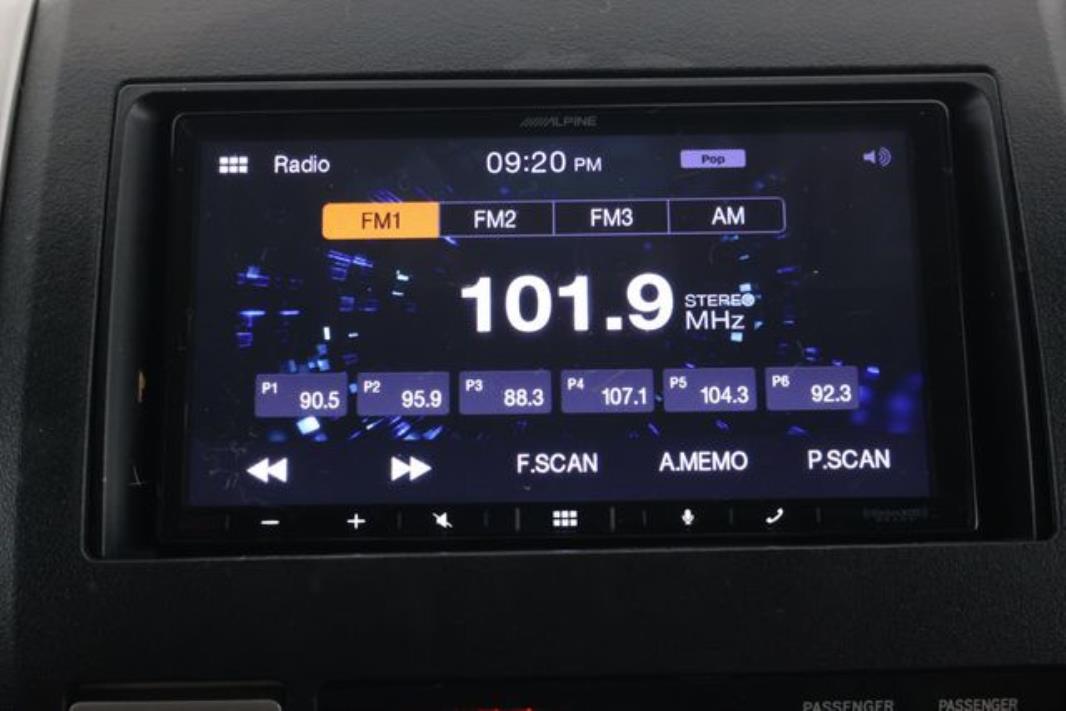 ALPINE
Radio 09:20 PM Pop
FM1 FM2 FM3 AM
101.9 STEREO
MHz
P1 90.5 P2 95.9 P3 88.3 P4 107.1 P5 104.3 P6 92.3
F.SCAN A.MEMO P.SCAN
PASSENGER PASSENGER